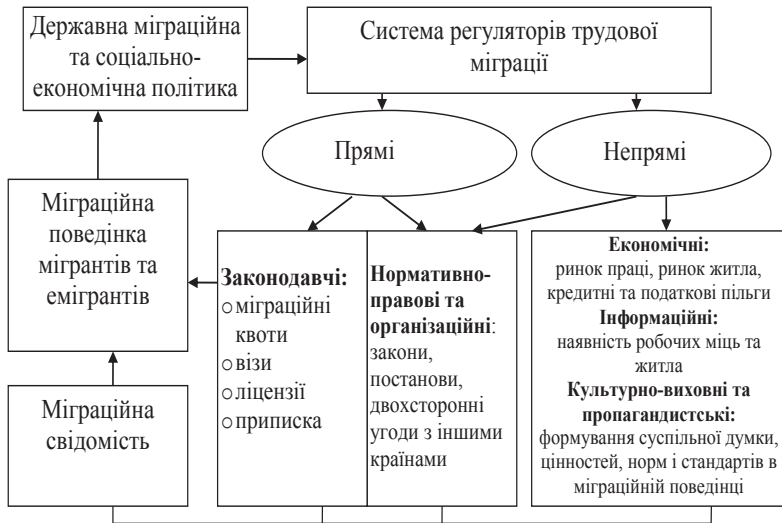 Державна міграційна
та соціально-
економічна політика
Система регуляторів трудової
міграції
Прямі
Непрямі
Міграційна
поведінка
мігрантів та
емігрантів
Законодавчі:
○ міграційні
квоти
○ візи
○ ліцензії
○ приписка
Нормативно-
правові та
організаційні:
закони,
постанови,
двохсторонні
угоди з іншими
країнами
Економічні:
ринок праці, ринок житла,
кредитні та податкові пільги
Інформаційні:
наявність робочих міць та
житла
Культурно-виховні та
пропагандистські:
формування суспільної думки,
цінностей, норм і стандартів в
міграційній поведінці
Міграційна
свідомість